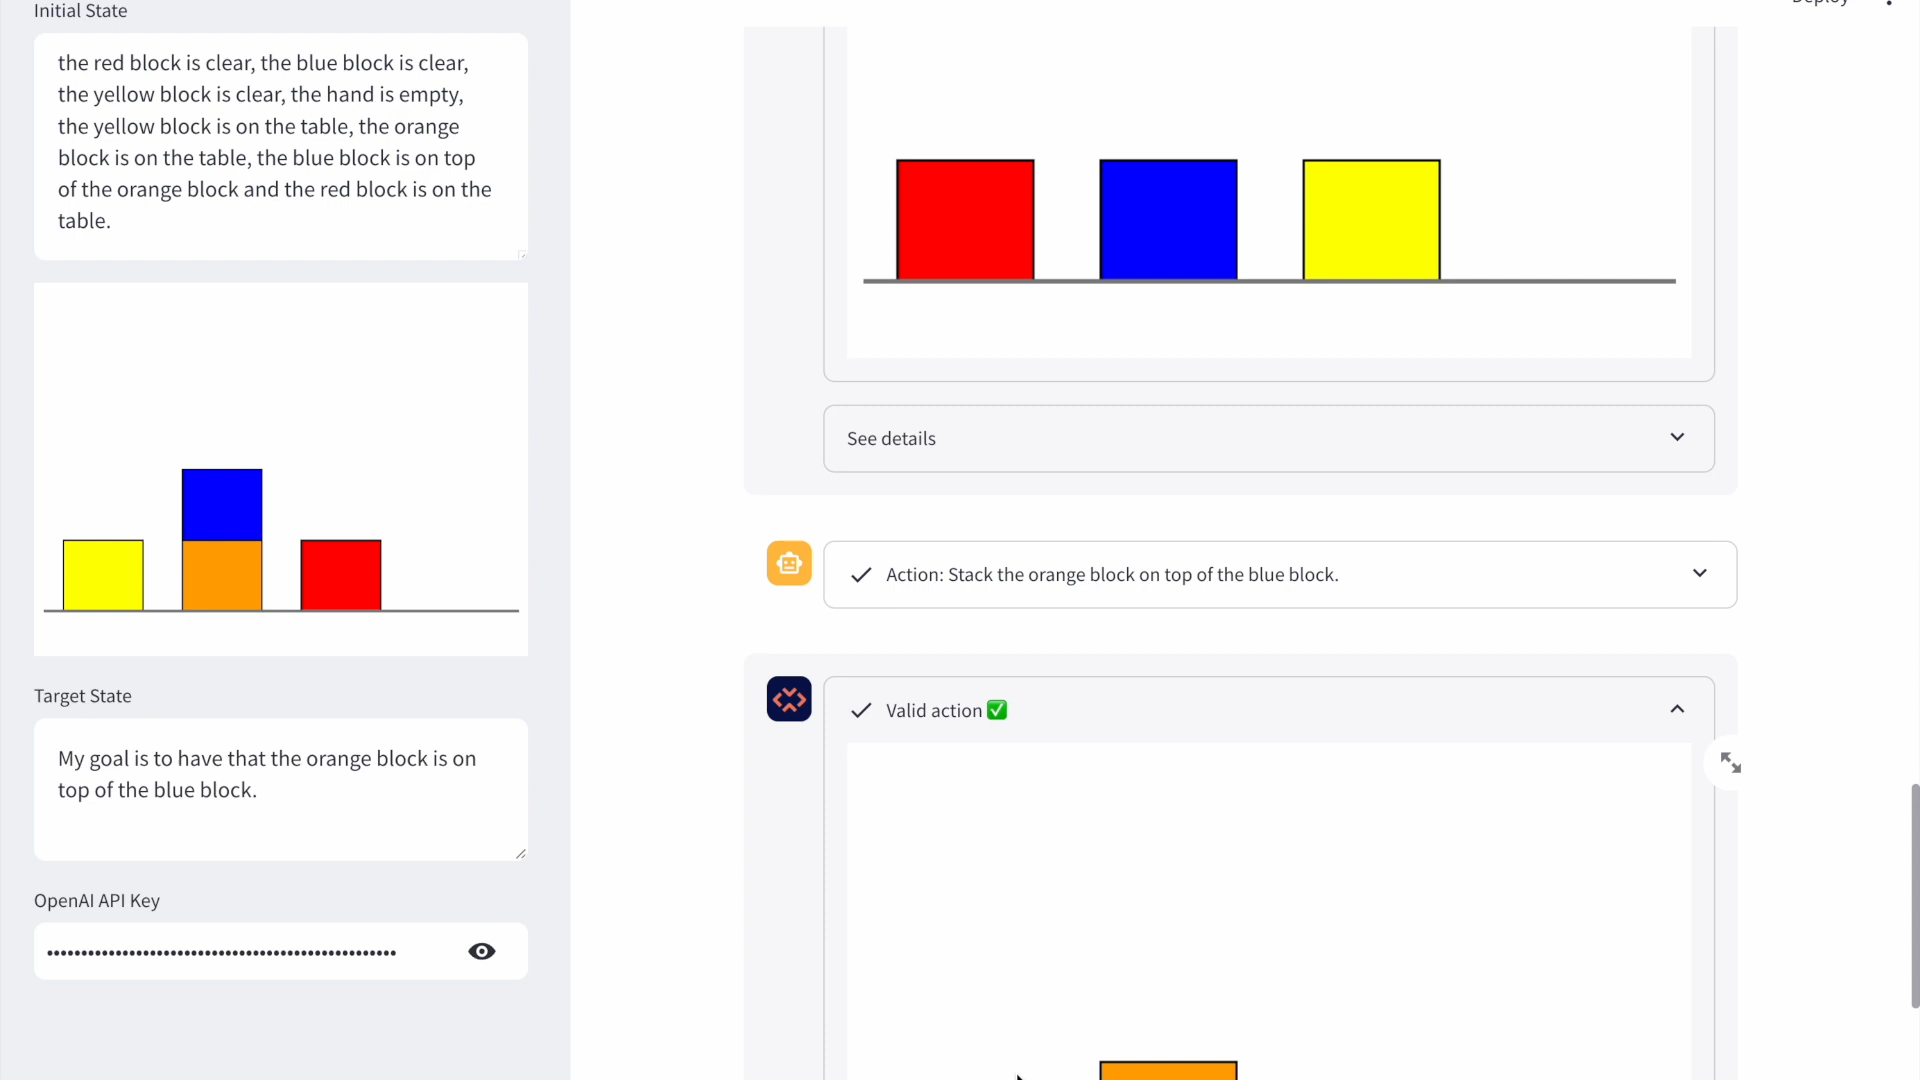 Initial State
the red block is clear, the blue block is clear,
the yellow block is clear, the hand is empty,
the yellow block is on the table, the orange
block is on the table, the blue block is on top
of the orange block and the red block is on the
table.
Target State
My goal is to have that the orange block is on
top of the blue block.
OpenAI API Key
••••••••••••••••••••••••••••••••••••••••••••••••••••
Deploy
See details
Action: Stack the orange block on top of the blue block.
Valid action ✅